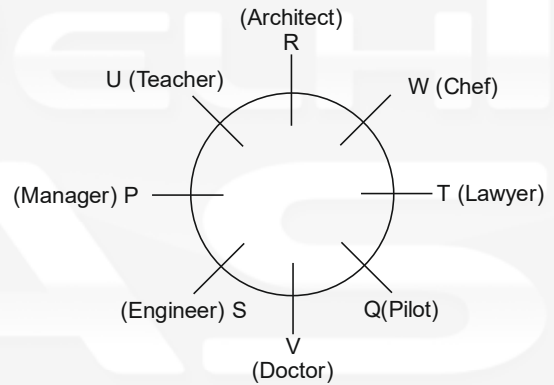 (Architect)
R
U (Teacher)
W (Chef)
(Manager) P
T (Lawyer)
(Engineer) S
Q(Pilot)
V
(Doctor)